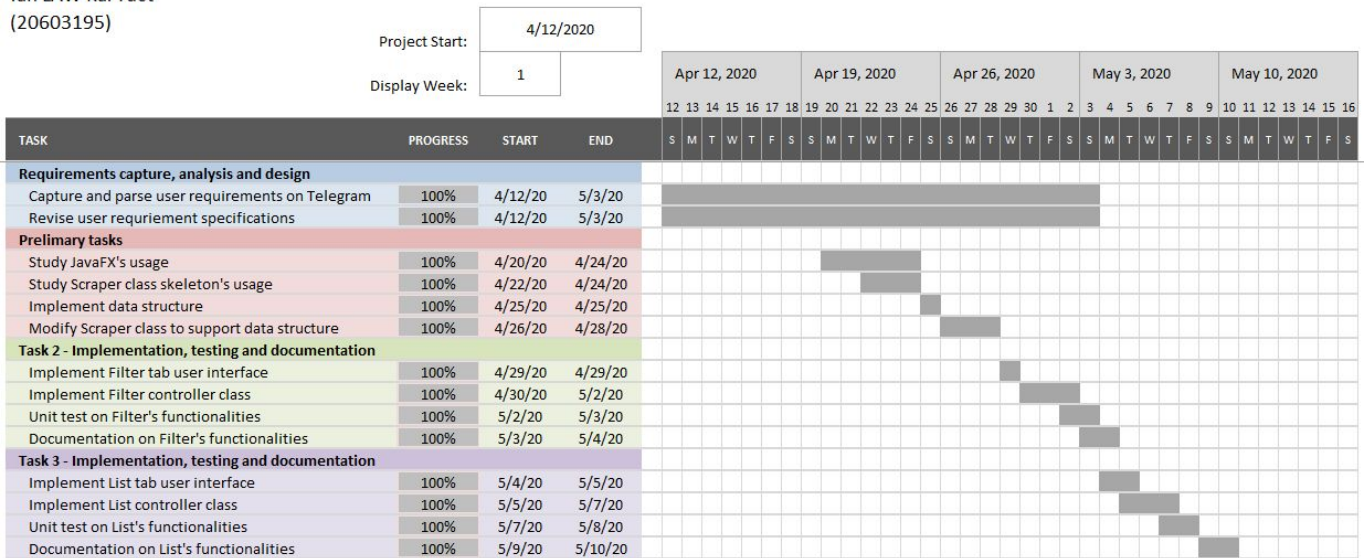 (20603195)
Project Start: 4/12/2020
Display Week: 1
Apr 12, 2020 Apr 19, 2020 Apr 26, 2020 May 3, 2020 May 10, 2020
12 13 14 15 16 17 18 19 20 21 22 23 24 25 26 27 28 29 30 1 2 3 4 5 6 7 8 9 10 11 12 13 14 15 16
TASK PROGRESS START END S M T W T F S S M T W T F S S M T W T F S S M T W T F S S M T W T F S
Requirements capture, analysis and design
Capture and parse user requirements on Telegram 100% 4/12/20 5/3/20
Revise user requriement specifications 100% 4/12/20 5/3/20
Prelimary tasks
Study JavaFX's usage 100% 4/20/20 4/24/20
Study Scraper class skeleton's usage 100% 4/22/20 4/24/20
Implement data structure 100% 4/25/20 4/25/20
Modify Scraper class to support data structure 100% 4/26/20 4/28/20
Task 2 - Implementation, testing and documentation
Implement Filter tab user interface 100% 4/29/20 4/29/20
Implement Filter controller class 100% 4/30/20 5/2/20
Unit test on Filter's functionalities 100% 5/2/20 5/3/20
Documentation on Filter's functionalities 100% 5/3/20 5/4/20
Task 3 - Implementation, testing and documentation
Implement List tab user interface 100% 5/4/20 5/5/20
Implement List controller class 100% 5/5/20 5/7/20
Unit test on List's functionalities 100% 5/7/20 5/8/20
Documentation on List's functionalities 100% 5/9/20 5/10/20